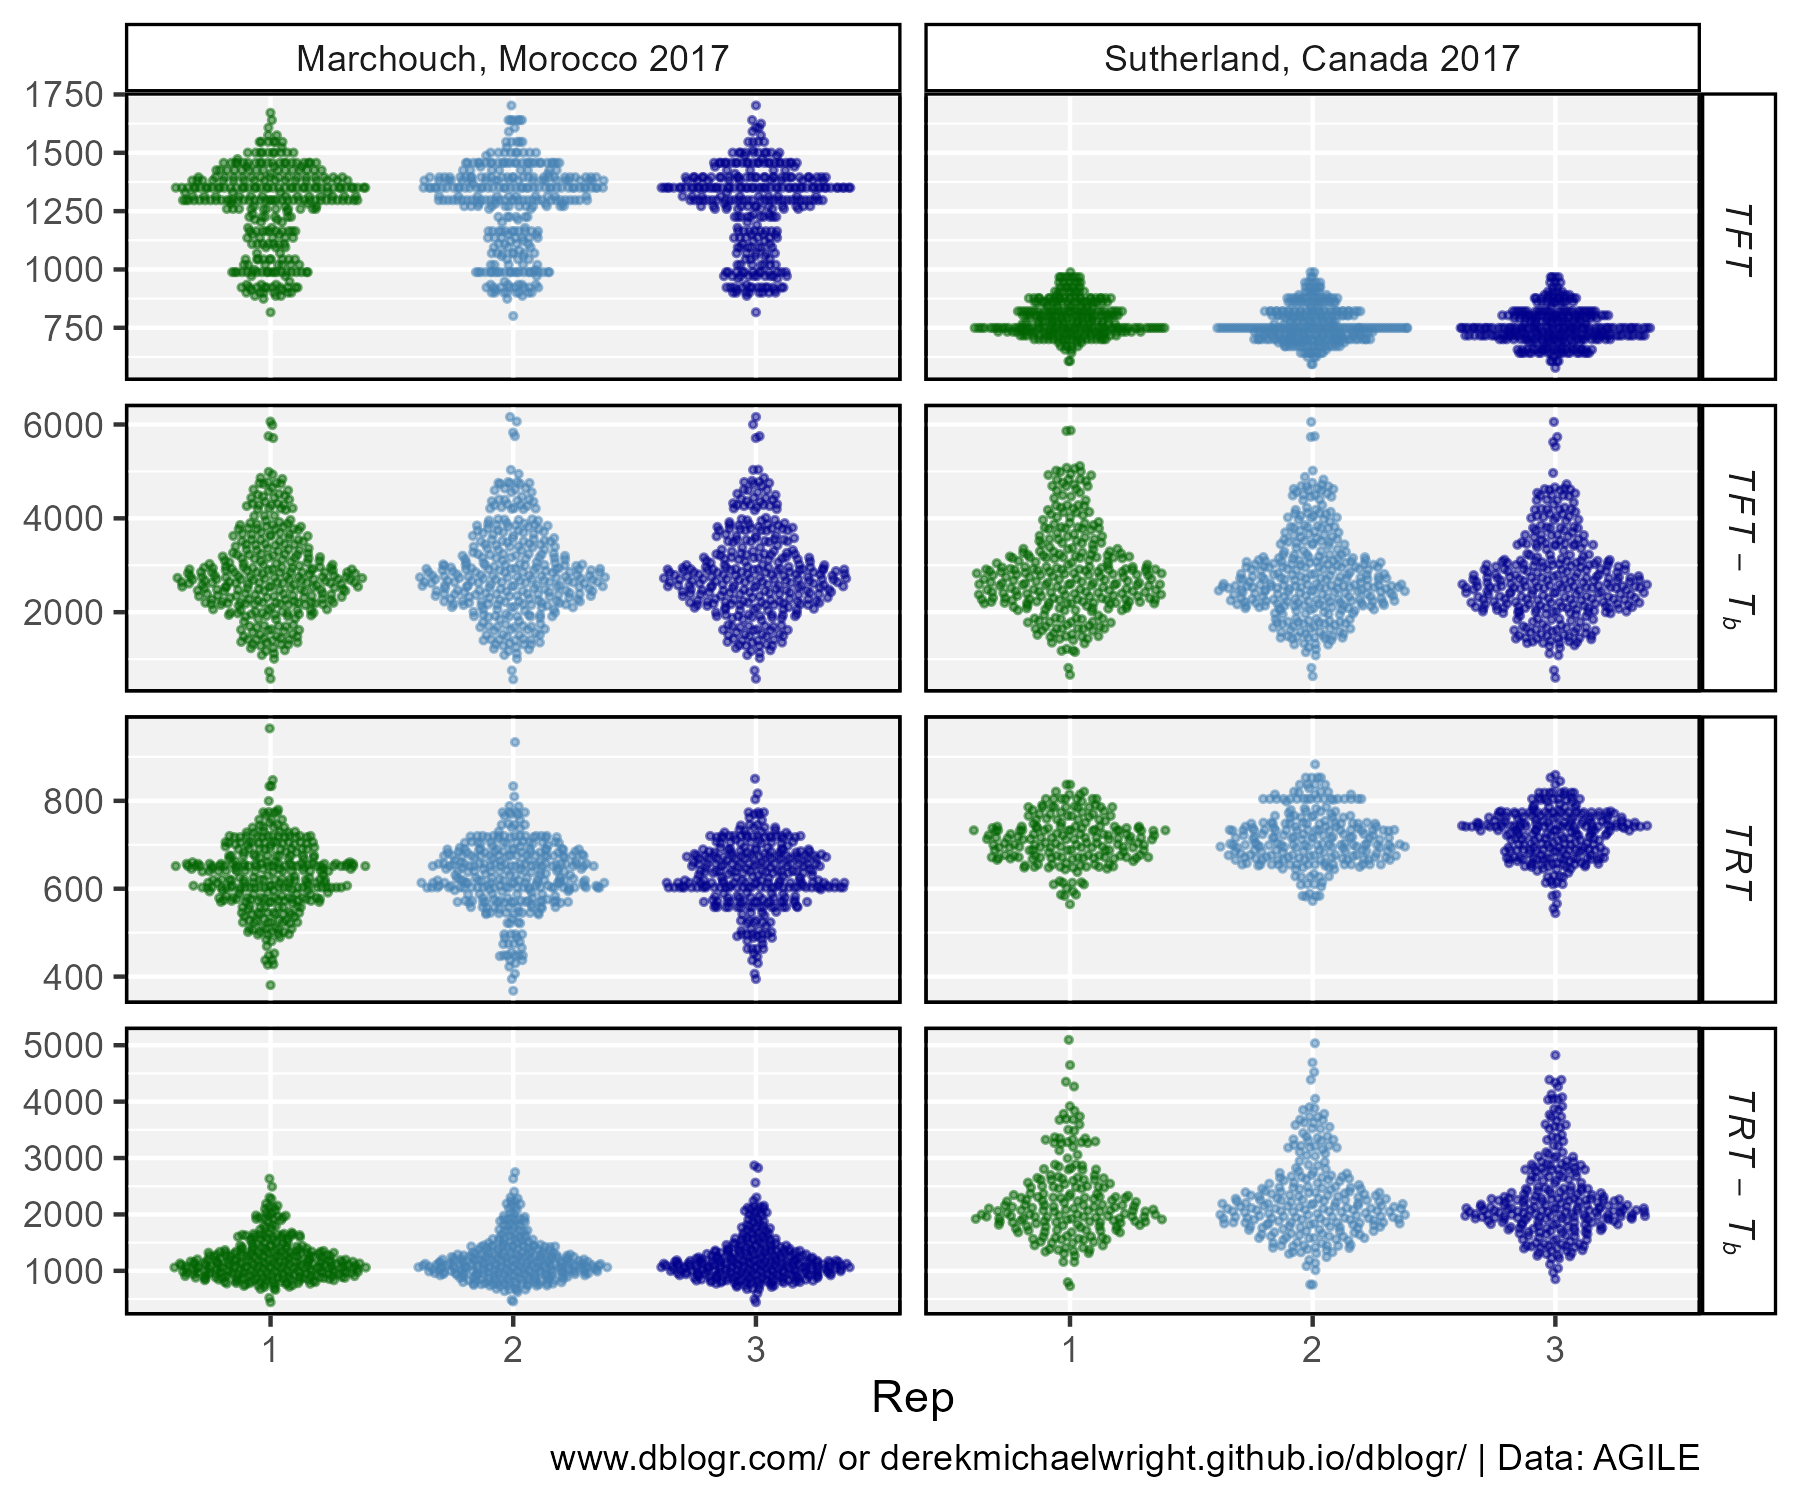 Marchouch, Morocco 2017
Sutherland, Canada 2017
1750
1500
1250
1000
750
TFT
6000
4000
2000
TFT − Tb
800
600
400
TRT
5000
4000
3000
2000
1000
TRT − Tb
1 2 3 1 2 3
Rep
www.dblogr.com/ or derekmichaelwright.github.io/dblogr/ | Data: AGILE